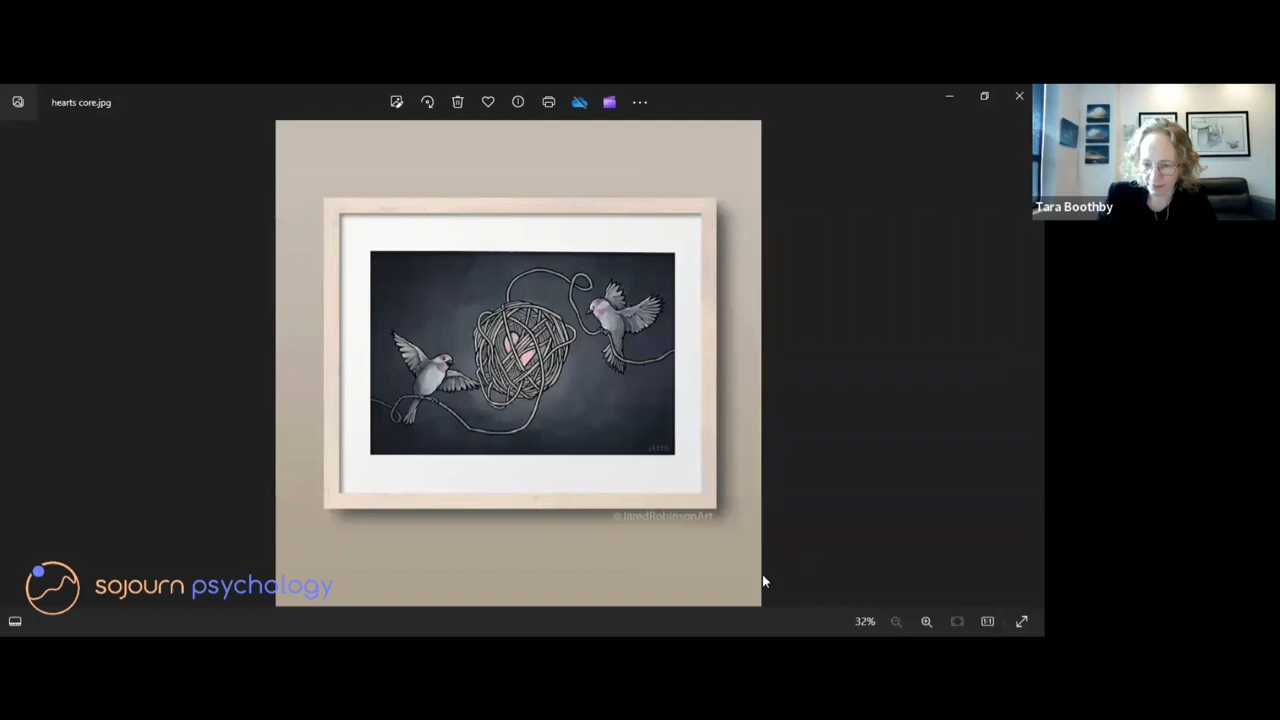 hearts core.jpg
Tara Boothby
©JaredRobinsonArt
sojourn psychology
32%